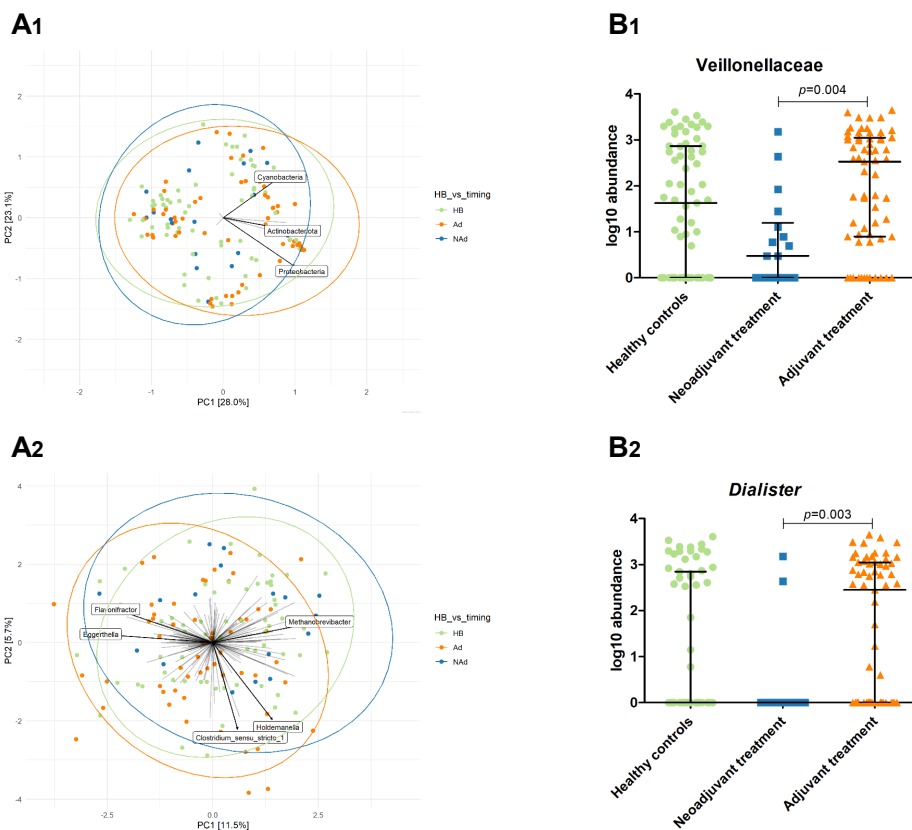 A1
2
1
0
-1
-2
PC2 [23.1%]
Cyanobacteria
Actinobacteriota
Proteobacteria
-2
-1
0
1
2
PC1 [28.0%]
HB_vs_timing
HB
Ad
NAd
B1
Veillonellaceae
p=0.004
4
3
2
1
0
log10 abundance
Healthy controls
Neoadjuvant treatment
Adjuvant treatment
A2
4
2
0
-2
-4
PC2 [5.7%]
Flavonifractor
Eggerthella
Methanobrevibacter
Holdemanella
Clostridium_sensu_stricto_1
-2.5
0.0
2.5
PC1 [11.5%]
HB_vs_timing
HB
Ad
NAd
B2
Dialister
p=0.003
4
3
2
1
0
log10 abundance
Healthy controls
Neoadjuvant treatment
Adjuvant treatment